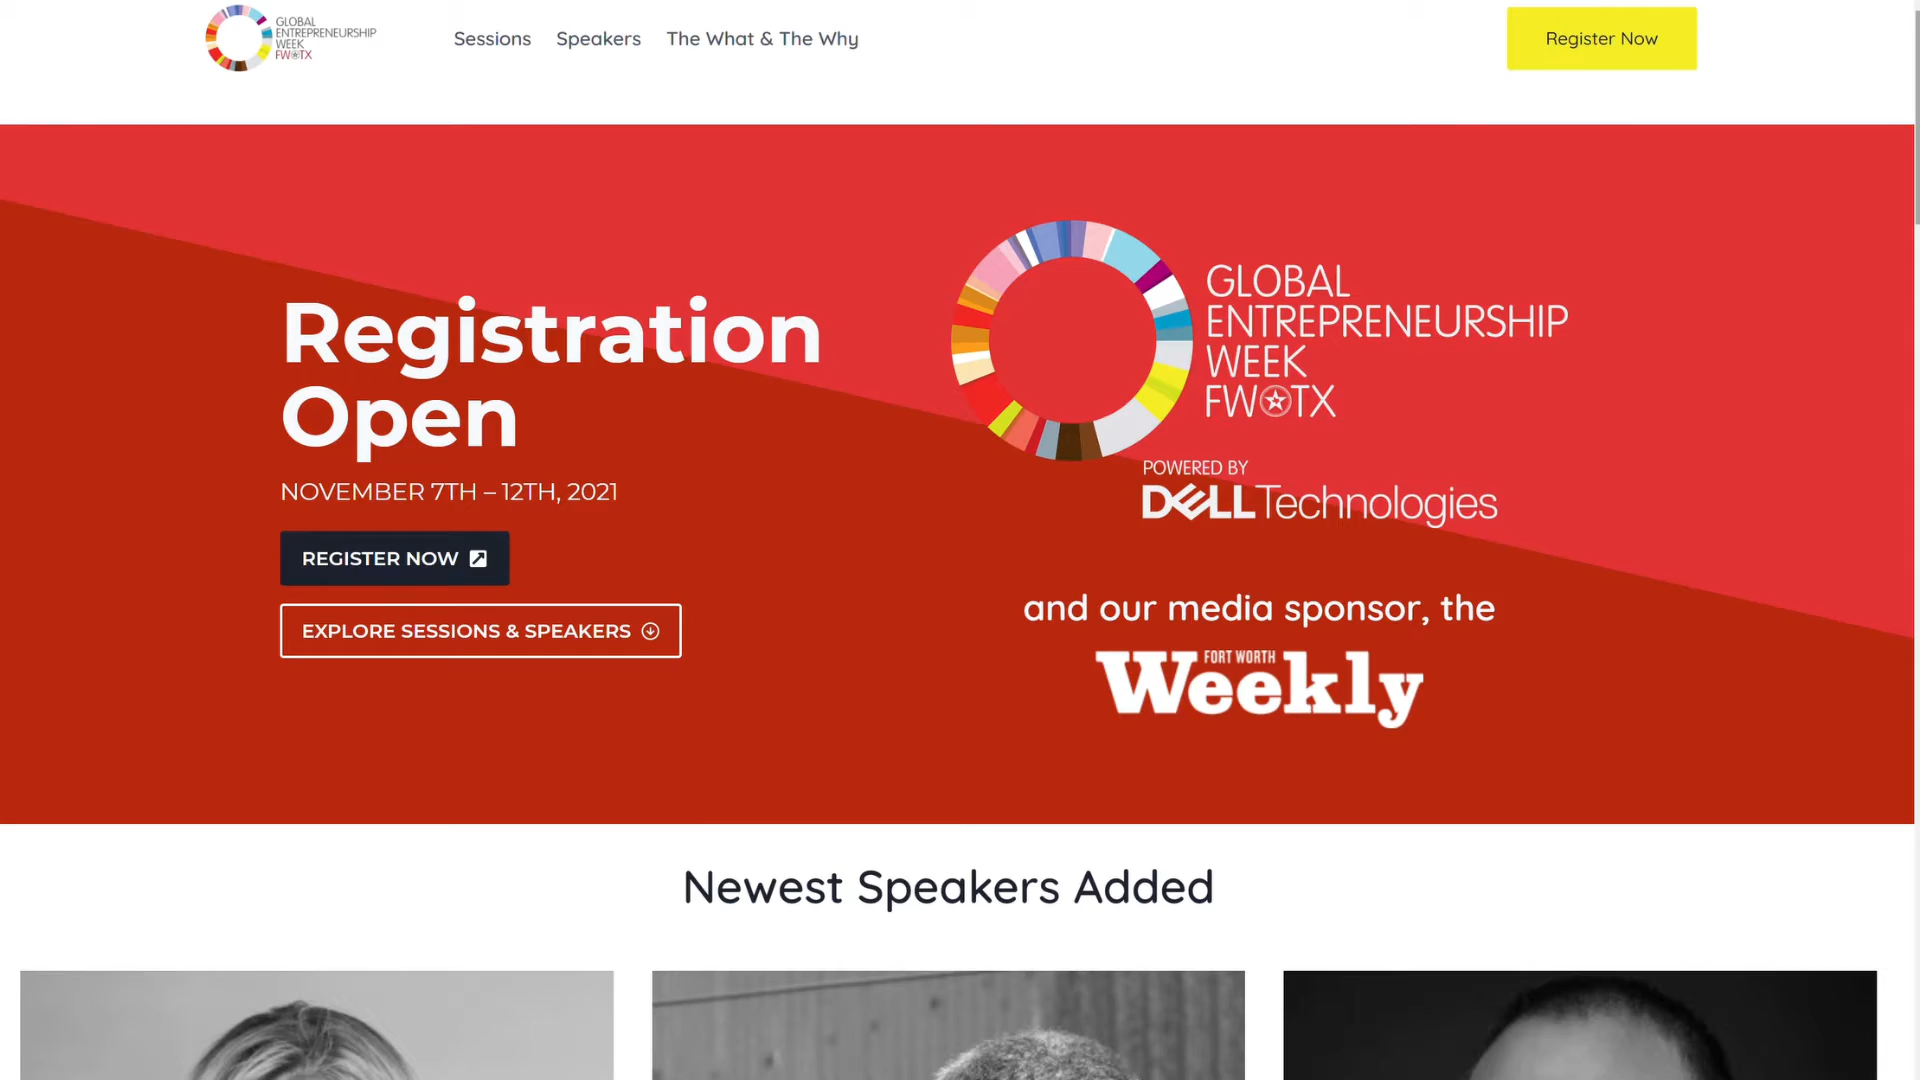 GLOBAL
ENTREPRENEURSHIP
WEEK
FW TX
Sessions
Speakers
The What & The Why
Register Now
Registration
Open
NOVEMBER 7TH – 12TH, 2021
REGISTER NOW
EXPLORE SESSIONS & SPEAKERS
GLOBAL
ENTREPRENEURSHIP
WEEK
FW TX
POWERED BY
DELL Technologies
and our media sponsor, the
FORT WORTH
Weekly
Newest Speakers Added